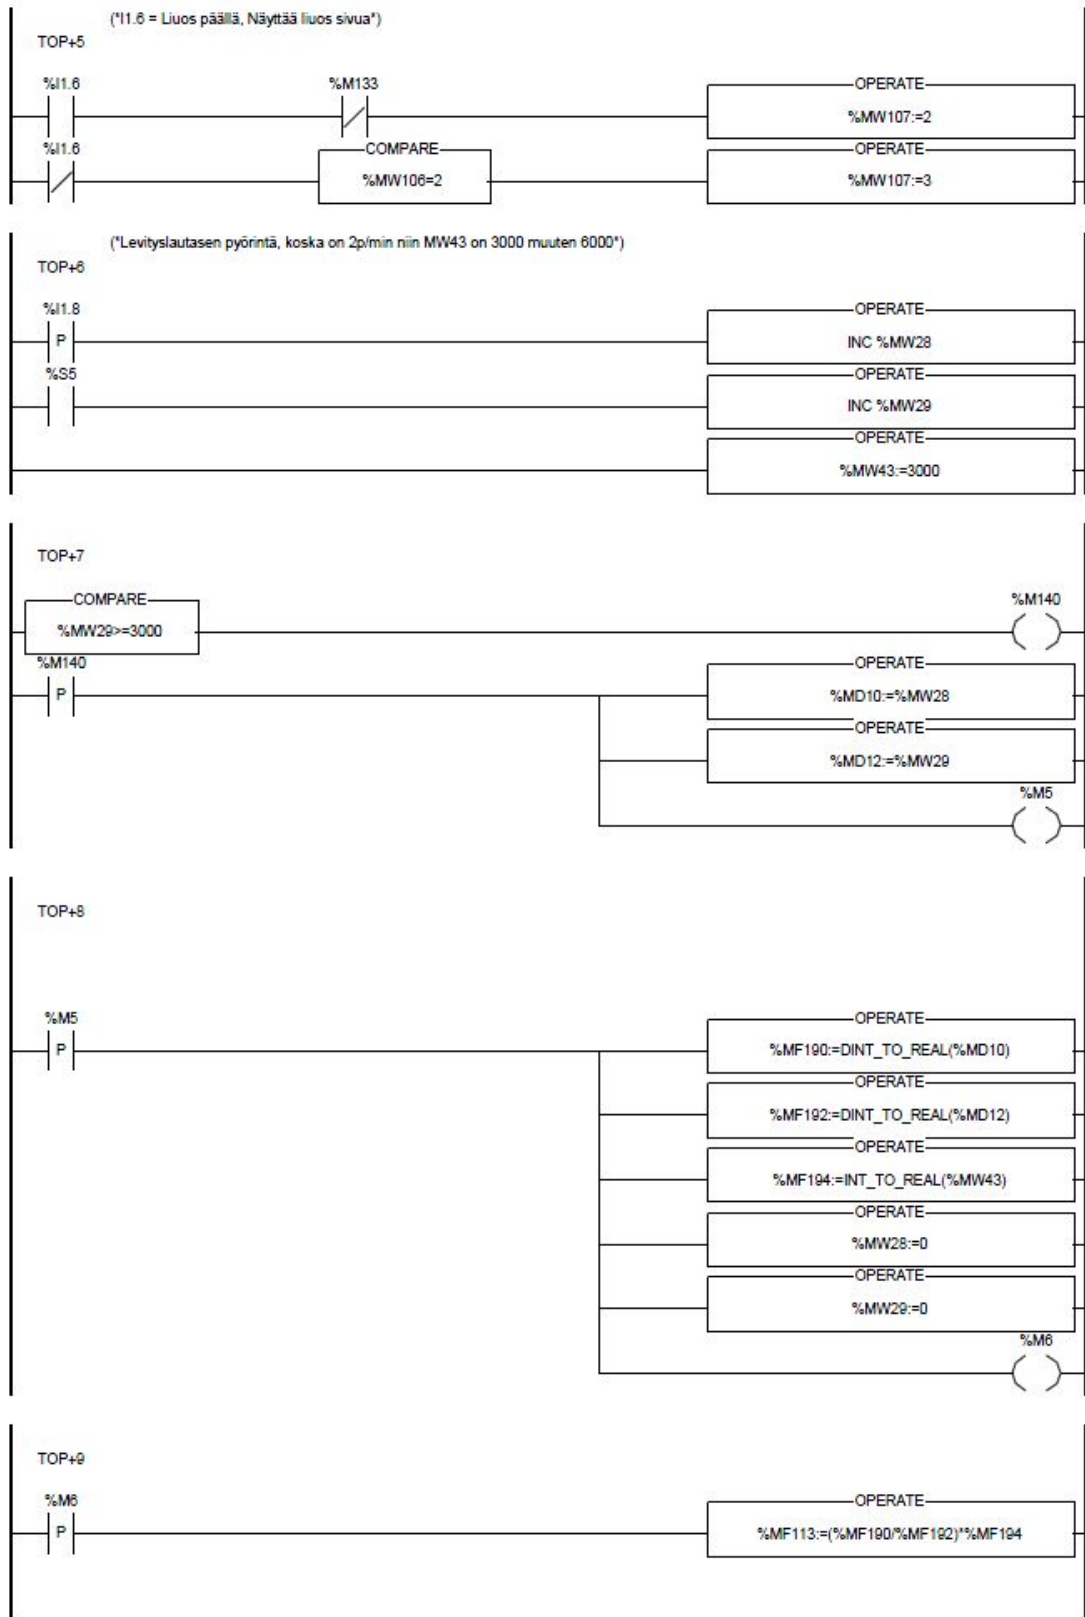 ("I1.6 = Liuos päällä, Näyttää liuos sivua")
TOP+5
%I1.6
%M133
OPERATE
%MW107:=2
%I1.6
COMPARE
OPERATE
%MW106=2
%MW107:=3
("Levityslautasen pyörintä, koska on 2p/min niin MW43 on 3000 muuten 6000")
TOP+6
%I1.8
OPERATE
P
INC %MW28
%S5
OPERATE
INC %MW29
OPERATE
%MW43:=3000
TOP+7
COMPARE
%M140
%MW29>=3000
%M140
OPERATE
P
%MD10:=%MW28
OPERATE
%MD12:=%MW29
%M5
TOP+8
%M5
OPERATE
P
%MF190:=DINT_TO_REAL(%MD10)
OPERATE
%MF192:=DINT_TO_REAL(%MD12)
OPERATE
%MF194:=INT_TO_REAL(%MW43)
OPERATE
%MW28:=0
OPERATE
%MW29:=0
%M6
TOP+9
%M6
OPERATE
P
%MF113:=(%MF190/%MF192)*%MF194